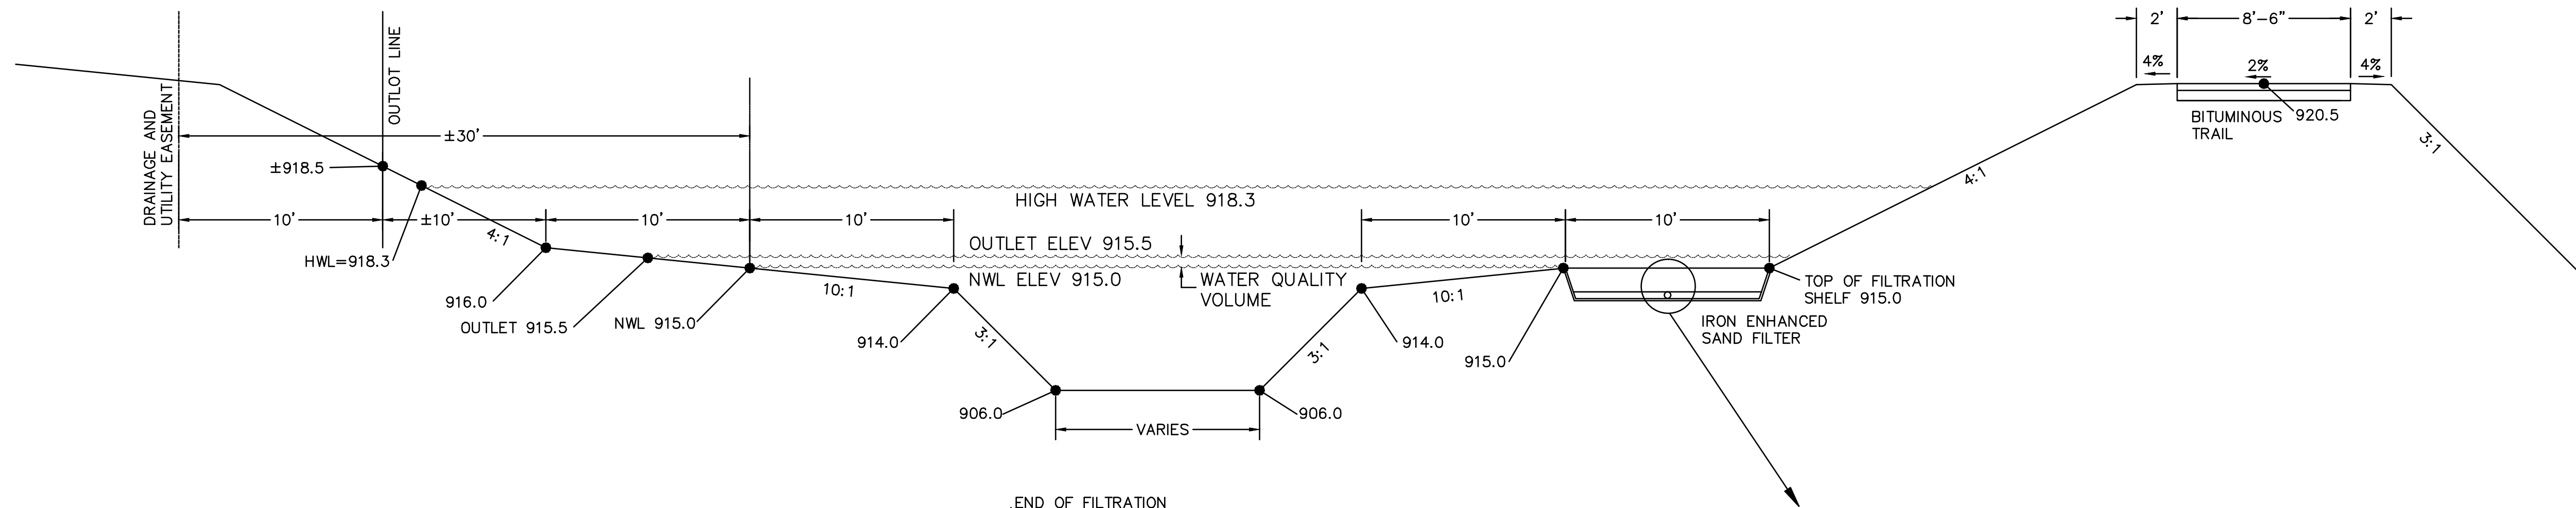 DRAINAGE AND
UTILITY EASEMENT
OUTLOT LINE
±30'
±918.5
10'
±10'
10'
10'
4:1
HWL=918.3
916.0
OUTLET 915.5
NWL 915.0
10:1
914.0
3:1
906.0
VARIES
906.0
3:1
HIGH WATER LEVEL 918.3
OUTLET ELEV 915.5
NWL ELEV 915.0
WATER QUALITY
VOLUME
10'
10'
914.0
10:1
915.0
TOP OF FILTRATION
SHELF 915.0
IRON ENHANCED
SAND FILTER
4:1
2'
8'-6"
2'
4%
2%
4%
BITUMINOUS
TRAIL
920.5
3:1
END OF FILTRATION